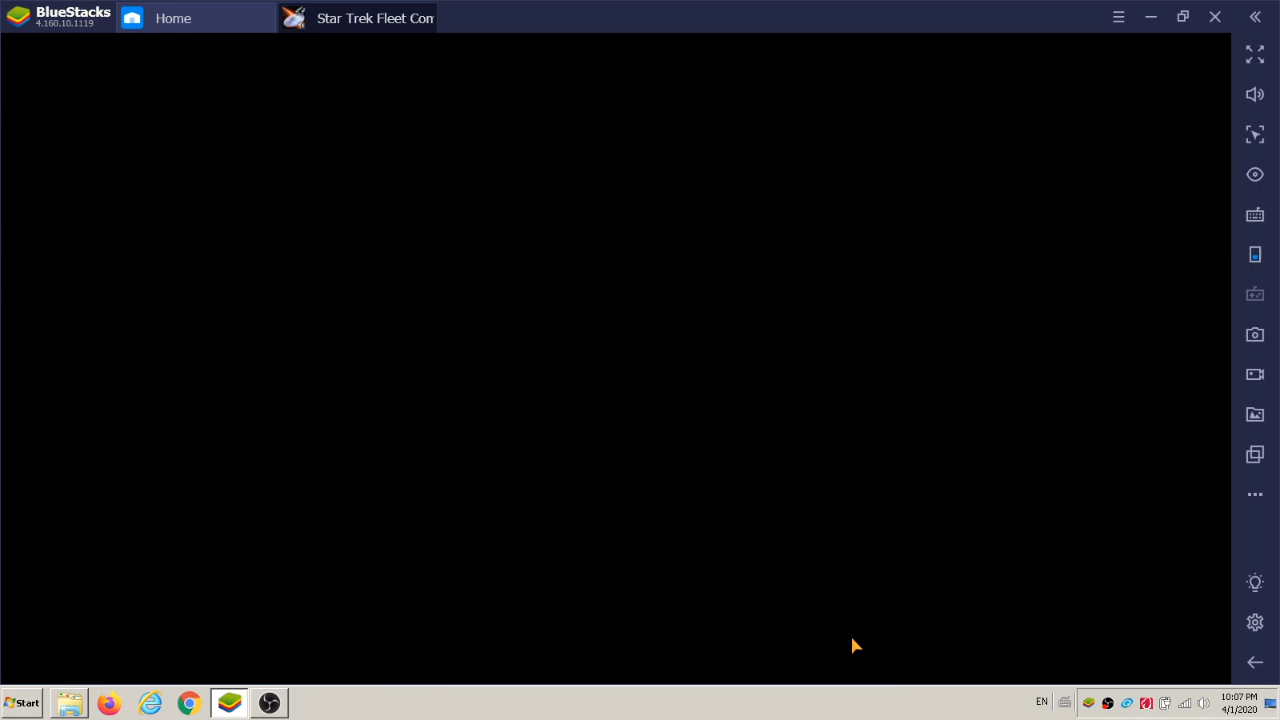 BlueStacks
4.160.10.1119
Home
Star Trek Fleet Com
Start
EN
10:07 PM
4/1/2020